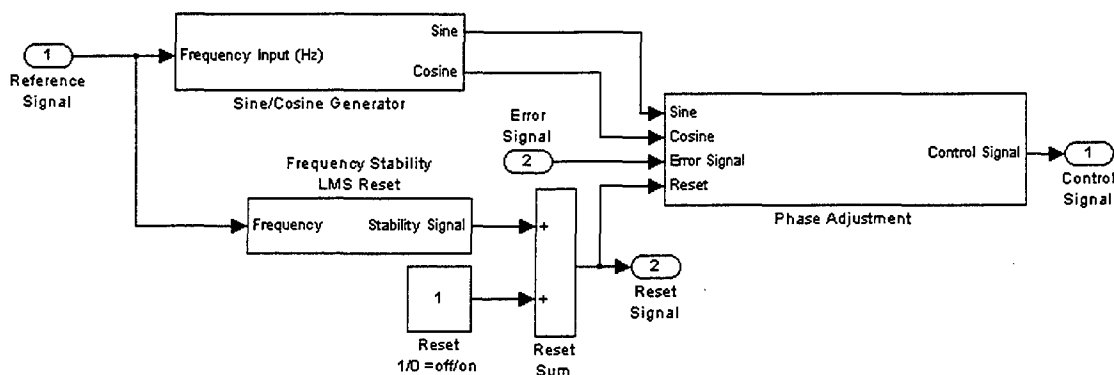 Sine
1
Frequency Input (Hz)
Reference
Signal
Cosine
Sine/Cosine Generator
Error
Signal
Sine
Cosine
2
Error Signal
Control Signal
1
Reset
Control
Signal
Phase Adjustment
Frequency Stability
LMS Reset
Frequency
Stability Signal
+
2
Reset
Signal
1
+
Reset
1/0 =off/on
Reset
Sum